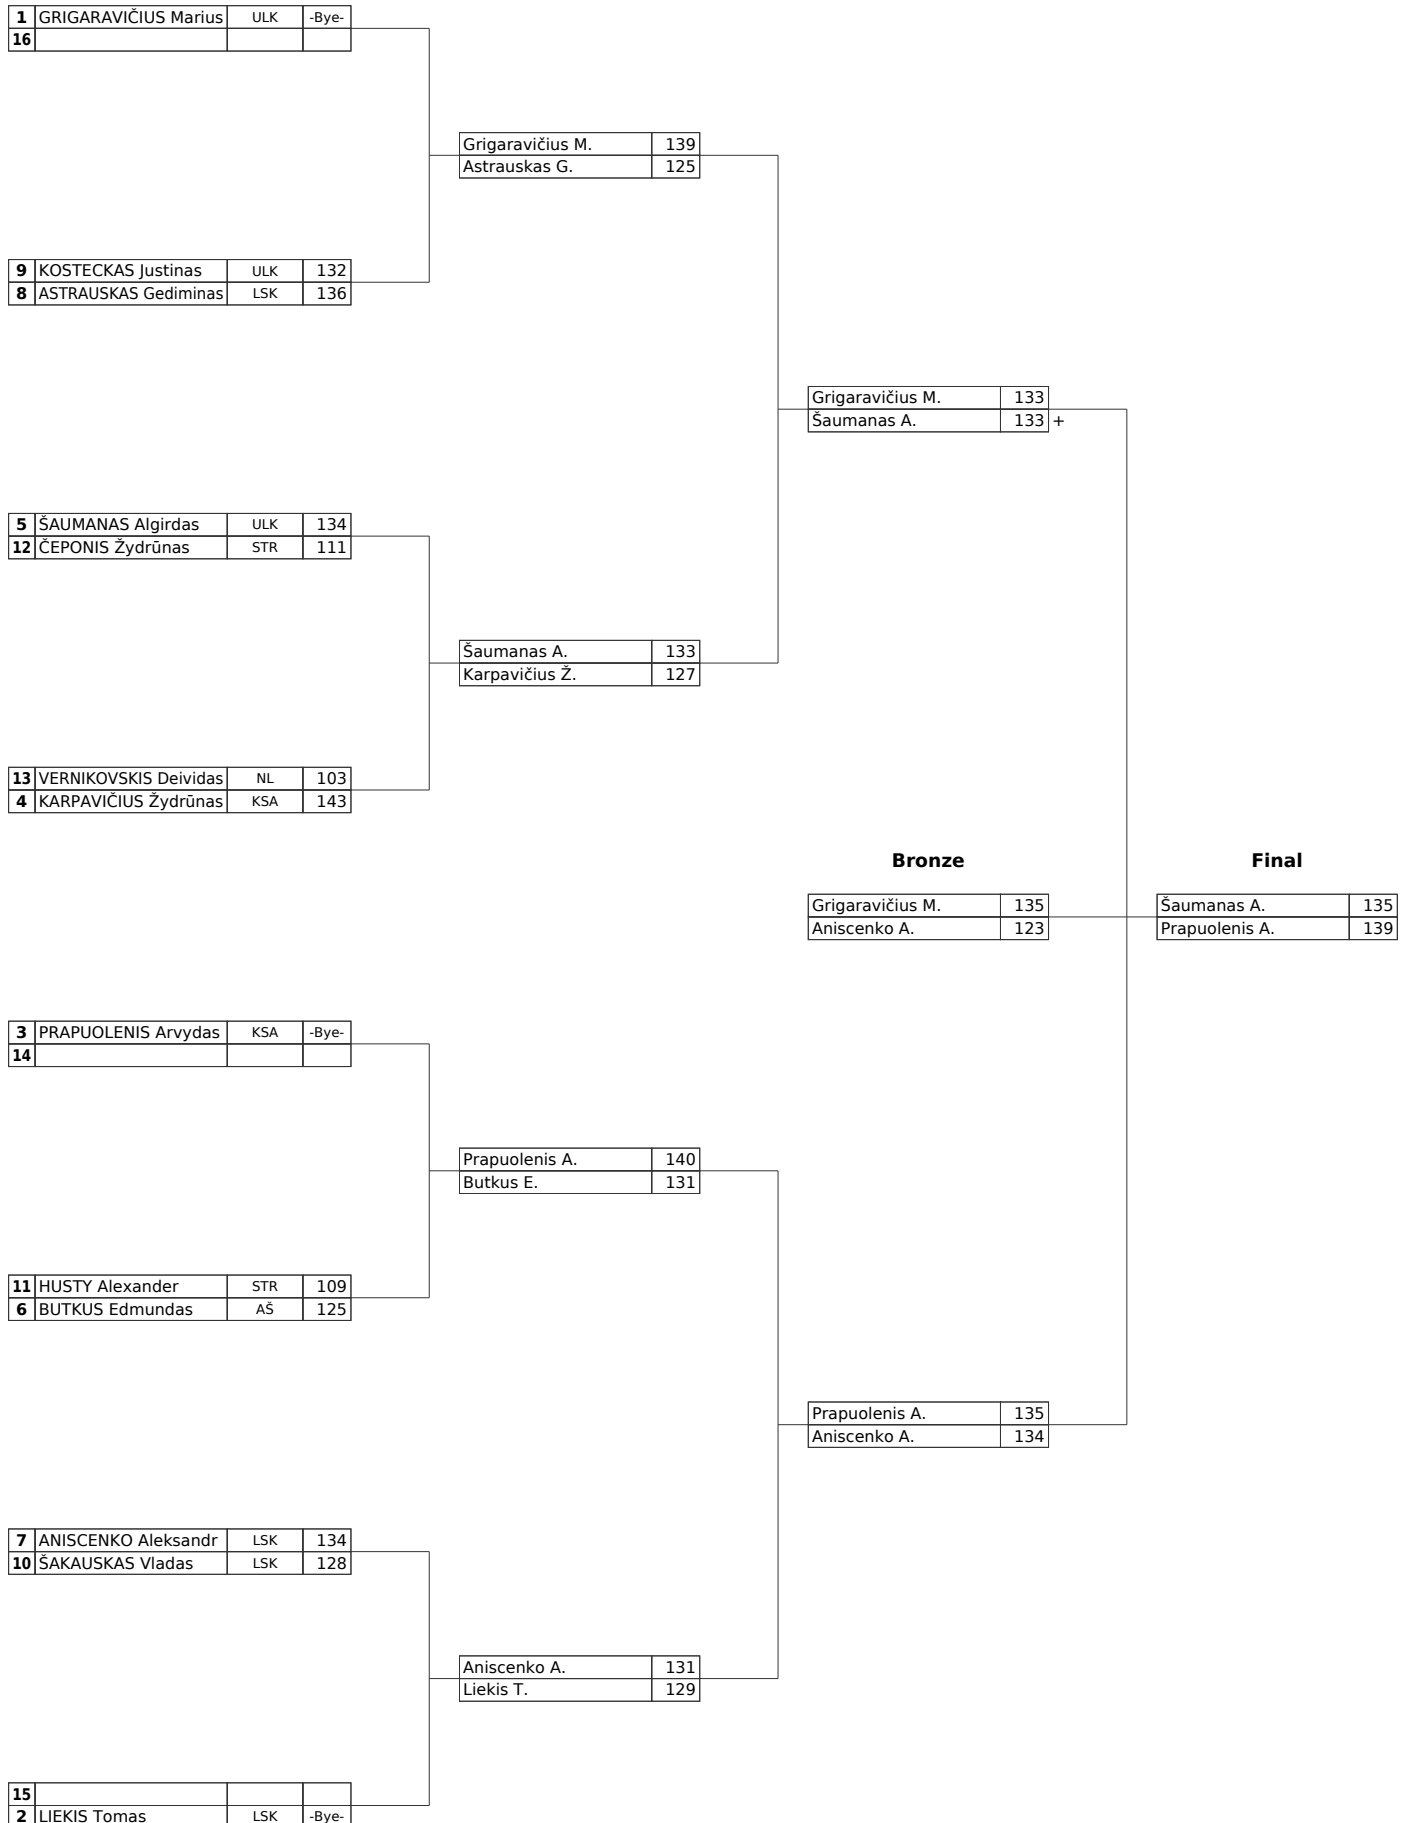 1 GRIGARAVIČIUS Marius ULK -Bye-
16
Grigaravičius M. 139
Astrauskas G. 125
9 KOSTECKAS Justinas ULK 132
8 ASTRAUSKAS Gediminas LSK 136
Grigaravičius M. 133
Šaumanas A. 133 +
5 ŠAUMANAS Algirdas ULK 134
12 ČEPONIS Žydrūnas STR 111
Šaumanas A. 133
Karpavičius Ž. 127
13 VERNIKOVSKIS Deividas NL 103
4 KARPAVIČIUS Žydrūnas KSA 143
Bronze Final
Grigaravičius M. 135 Šaumanas A. 135
Aniscenko A. 123 Prapuolenis A. 139
3 PRAPUOLENIS Arvydas KSA -Bye-
14
Prapuolenis A. 140
Butkus E. 131
11 HUSTY Alexander STR 109
6 BUTKUS Edmundas AŠ 125
Prapuolenis A. 135
Aniscenko A. 134
7 ANISCENKO Aleksandr LSK 134
10 ŠAKAUSKAS Vladas LSK 128
Aniscenko A. 131
Liekis T. 129
15
2 LIEKIS Tomas LSK -Bye-